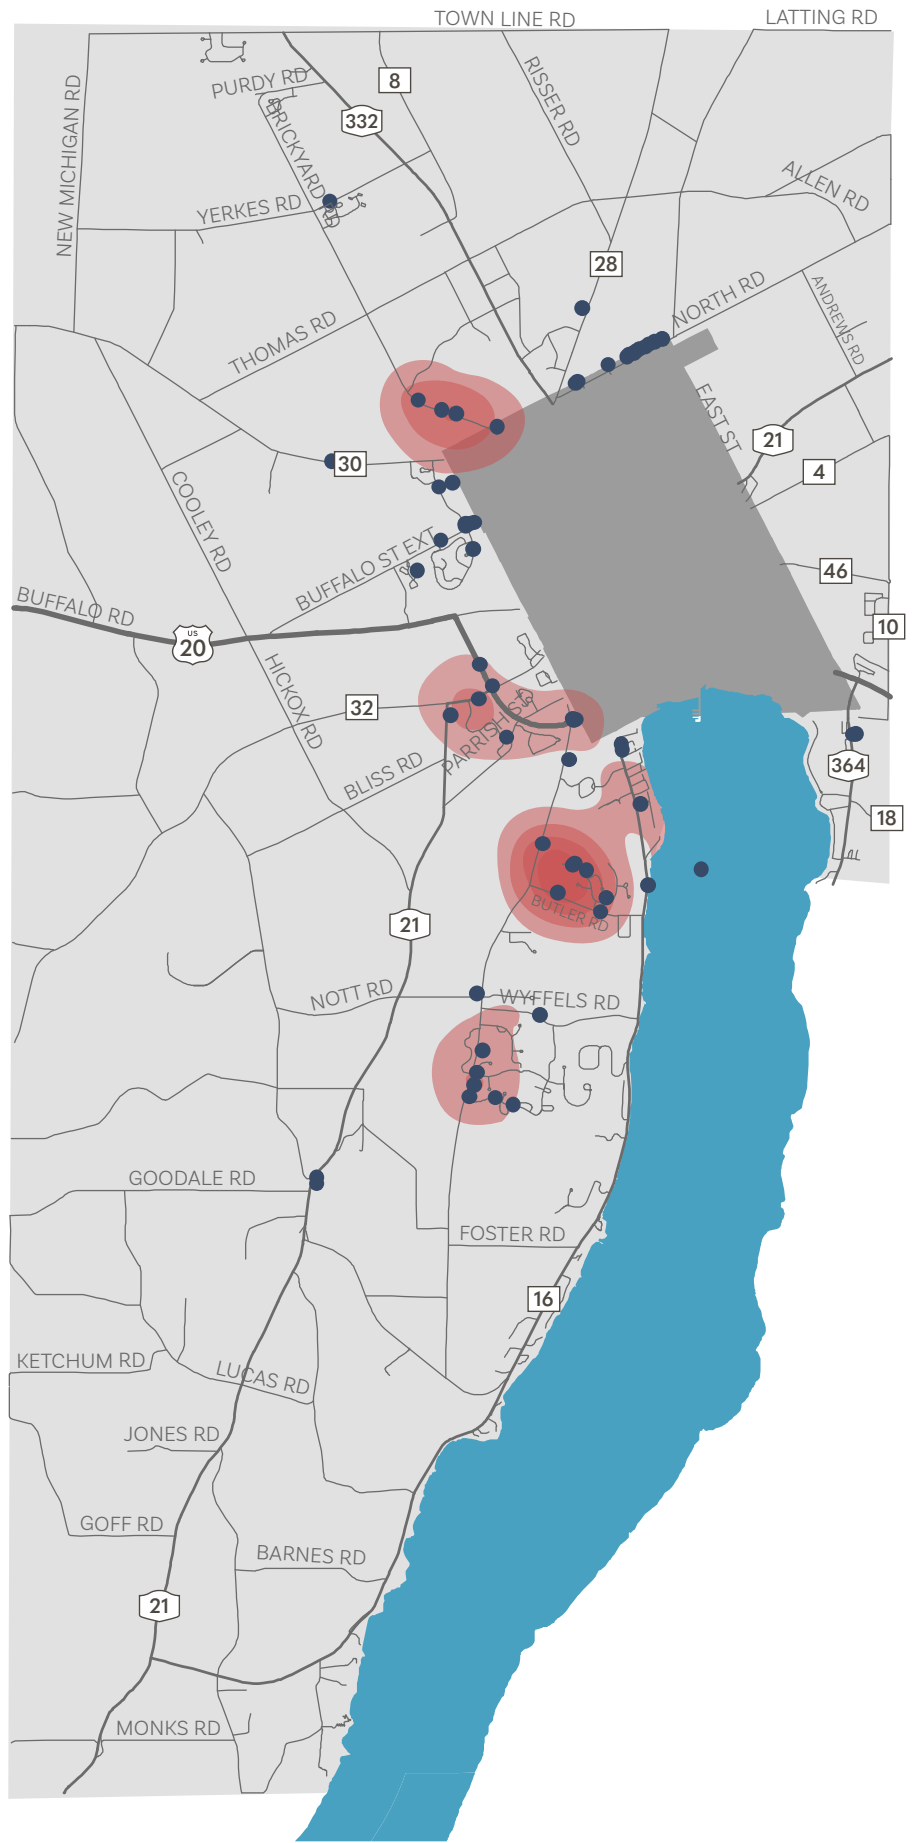 TOWN LINE RD
LATTING RD
NEW MICHIGAN RD
PURDY RD
8
RISSER RD
332
BRICKYARD RD
YERKES RD
ALLEN RD
28
NORTH RD
ANDREWS RD
THOMAS RD
EAST ST
21
4
30
COOLEY RD
BUFFALO ST EXT
46
BUFFALO RD
US
20
10
HICKOX RD
32
PARRISH ST
BLISS RD
364
18
21
BUTLER RD
NOTT RD
WYFFELS RD
GOODALE RD
FOSTER RD
16
KETCHUM RD
LUCAS RD
JONES RD
GOFF RD
BARNES RD
21
MONKS RD